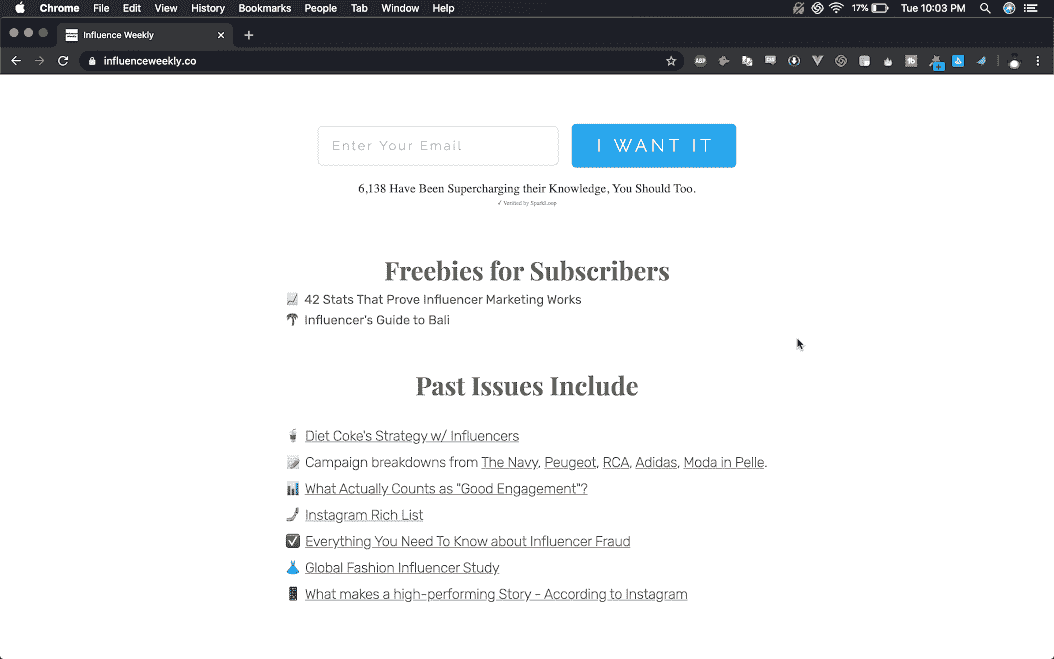 Chrome File Edit View History Bookmarks People Tab Window Help 17% Tue 10:03 PM
Influence Weekly
influenceweekly.co
Enter Your Email I WANT IT
6,138 Have Been Supercharging their Knowledge, You Should Too.
✓ Verified by SparkLoop
Freebies for Subscribers
42 Stats That Prove Influencer Marketing Works
Influencer's Guide to Bali
Past Issues Include
Diet Coke's Strategy w/ Influencers
Campaign breakdowns from The Navy, Peugeot, RCA, Adidas, Moda in Pelle.
What Actually Counts as "Good Engagement"?
Instagram Rich List
Everything You Need To Know about Influencer Fraud
Global Fashion Influencer Study
What makes a high-performing Story - According to Instagram